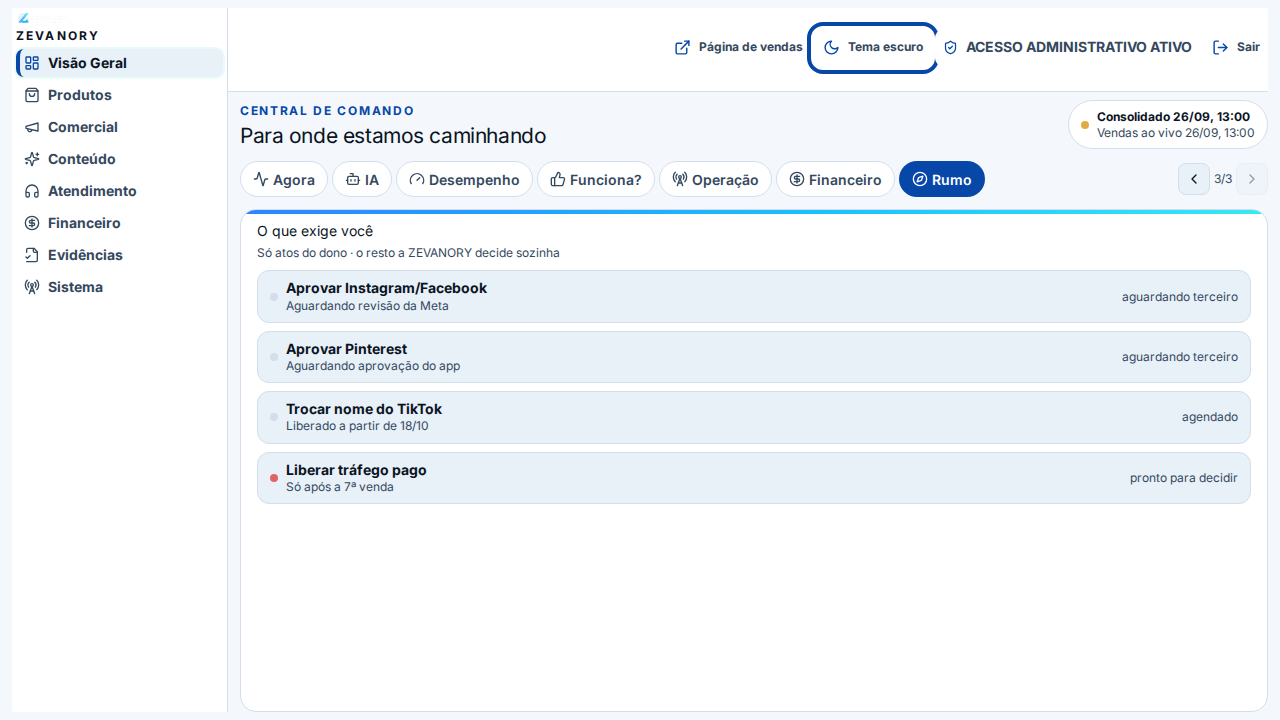 ZEVANORY
Visão Geral
Produtos
Comercial
Conteúdo
Atendimento
Financeiro
Evidências
Sistema
Página de vendas
Tema escuro
ACESSO ADMINISTRATIVO ATIVO
Sair
CENTRAL DE COMANDO
Para onde estamos caminhando
Consolidado 26/09, 13:00
Vendas ao vivo 26/09, 13:00
Agora
IA
Desempenho
Funciona?
Operação
Financeiro
Rumo
3/3
O que exige você
Só atos do dono · o resto a ZEVANORY decide sozinha
Aprovar Instagram/Facebook
Aguardando revisão da Meta
aguardando terceiro
Aprovar Pinterest
Aguardando aprovação do app
aguardando terceiro
Trocar nome do TikTok
Liberado a partir de 18/10
agendado
Liberar tráfego pago
Só após a 7ª venda
pronto para decidir